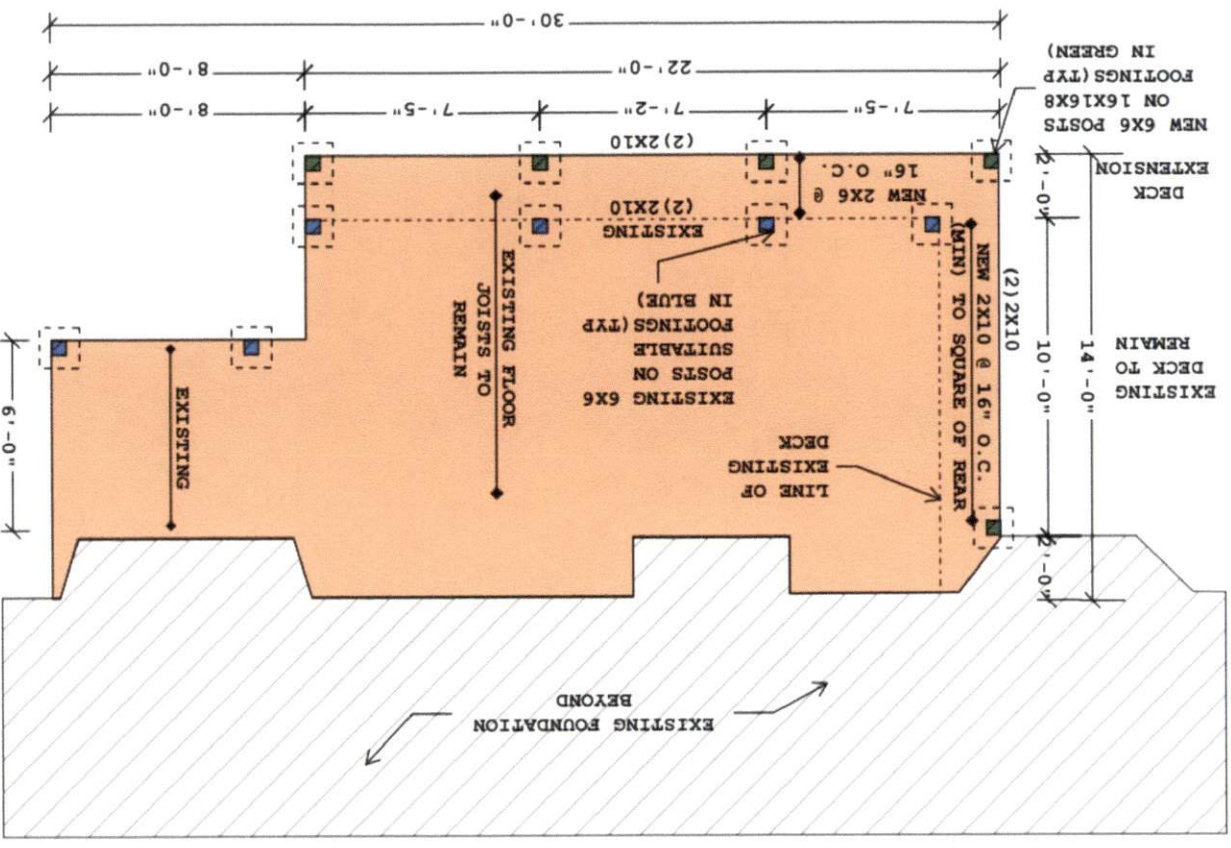 EXISTING FOUNDATION
BEYOND
2'-0"
10'-0"
2'-0"
14'-0"
EXISTING
DECK TO
REMAIN
DECK
EXTENSION
LINE OF
EXISTING
DECK
NEW 2X10 @ 16" O.C.
(MIN) TO SQUARE OF REAR
(2)2X10
EXISTING 6X6
POSTS ON
SUITABLE
FOOTINGS(TYP
IN BLUE)
EXISTING FLOOR
JOISTS TO
REMAIN
EXISTING
6'-0"
EXISTING
(2)2X10
NEW 2X6 @
16" O.C.
(2)2X10
NEW 6X6 POSTS
ON 16X16X8
FOOTINGS(TYP
IN GREEN)
7'-5"
7'-2"
7'-5"
8'-0"
22'-0"
8'-0"
30'-0"